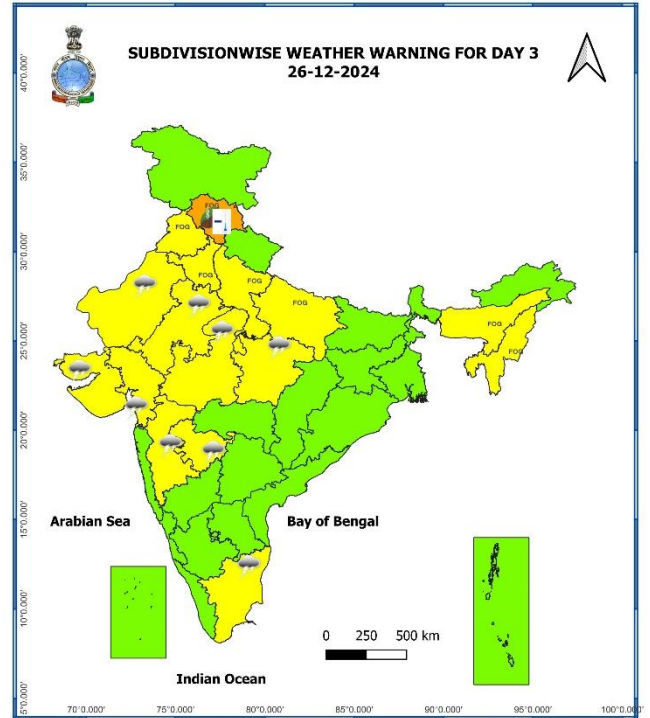 SUBDIVISIONWISE WEATHER WARNING FOR DAY 3
26-12-2024
40°0.000'
35°0.000'
30°0.000'
25°0.000'
20°0.000'
15°0.000'
10°0.000'
5°0.000'
FOG
FOG
FOG
FOG
FOG
FOG
FOG
Arabian Sea
Bay of Bengal
0 250 500 km
Indian Ocean
70°0.000' 75°0.000' 80°0.000' 85°0.000' 90°0.000' 95°0.000' 100°0.000'